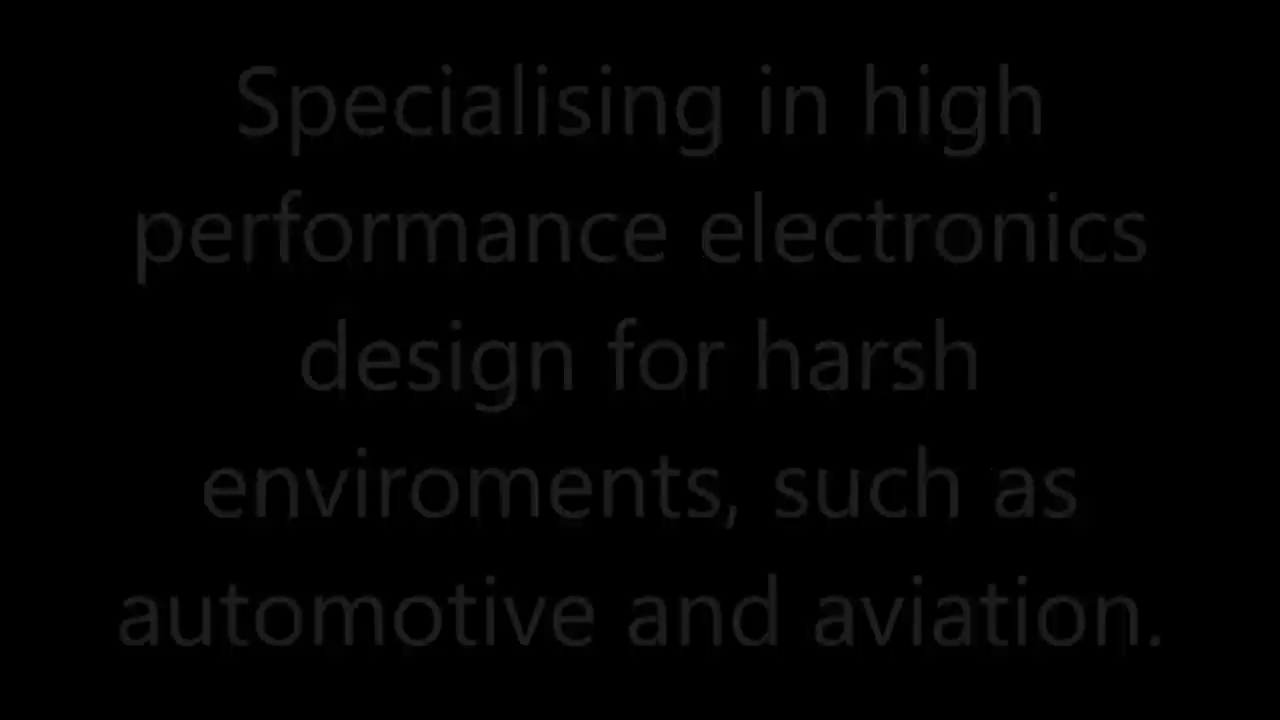 Specialising in high
performance electronics
design for harsh
enviroments, such as
automotive and aviation.